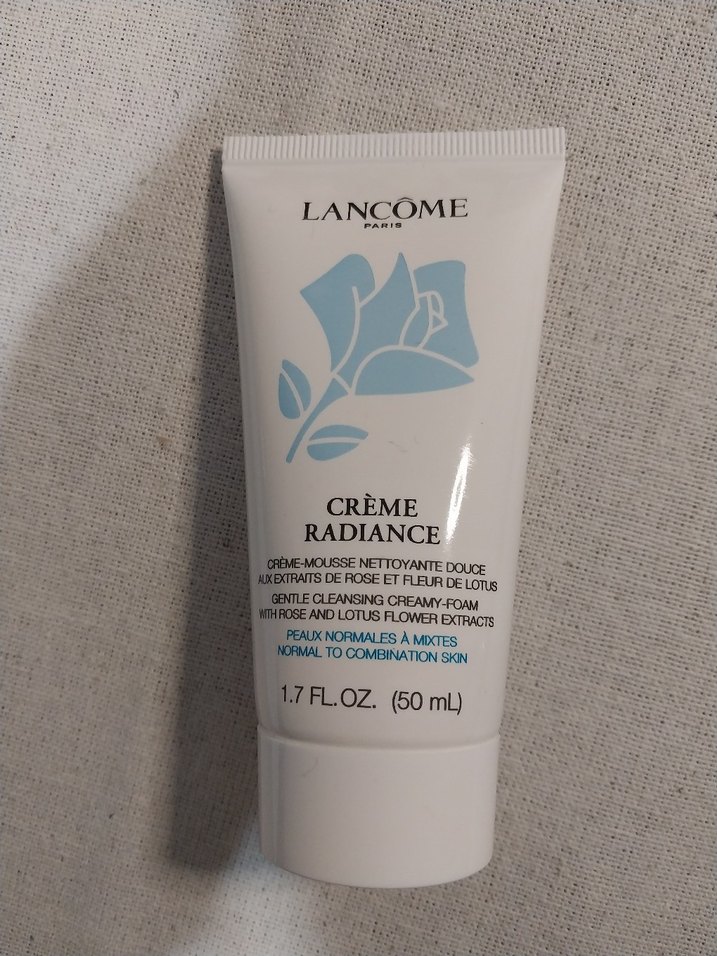 LANCÔME
PARIS
CRÈME
RADIANCE
CRÈME-MOUSSE NETTOYANTE DOUCE
AUX EXTRAITS DE ROSE ET FLEUR DE LOTUS
GENTLE CLEANSING CREAMY-FOAM
WITH ROSE AND LOTUS FLOWER EXTRACTS
PEAUX NORMALES À MIXTES
NORMAL TO COMBINATION SKIN
1.7 FL.OZ. (50 mL)